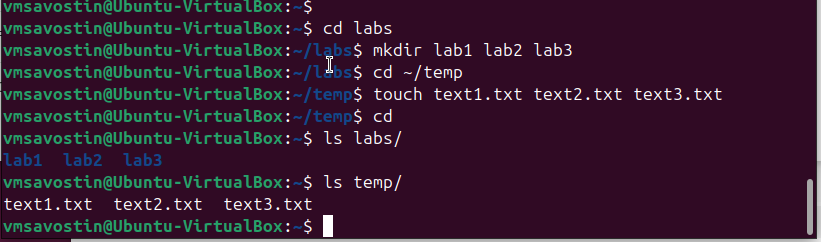 vmsavostin@Ubuntu-VirtualBox:~$
vmsavostin@Ubuntu-VirtualBox:~$ cd labs
vmsavostin@Ubuntu-VirtualBox:~/labs$ mkdir lab1 lab2 lab3
vmsavostin@Ubuntu-VirtualBox:~/labs$ cd ~/temp
vmsavostin@Ubuntu-VirtualBox:~/temp$ touch text1.txt text2.txt text3.txt
vmsavostin@Ubuntu-VirtualBox:~/temp$ cd
vmsavostin@Ubuntu-VirtualBox:~$ ls labs/
lab1  lab2  lab3
vmsavostin@Ubuntu-VirtualBox:~$ ls temp/
text1.txt  text2.txt  text3.txt
vmsavostin@Ubuntu-VirtualBox:~$